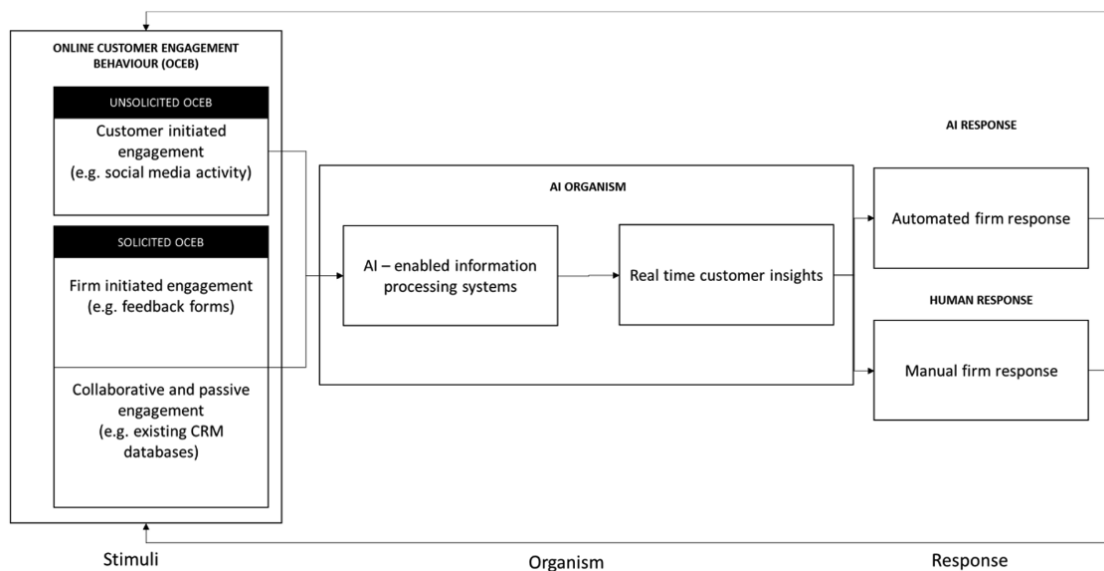 ONLINE CUSTOMER ENGAGEMENT
BEHAVIOUR (OCEB)
UNSOLICITED OCEB
Customer initiated
engagement
(e.g. social media activity)
SOLICITED OCEB
Firm initiated engagement
(e.g. feedback forms)
Collaborative and passive
engagement
(e.g. existing CRM
databases)
AI ORGANISM
AI – enabled information
processing systems
Real time customer insights
AI RESPONSE
Automated firm response
HUMAN RESPONSE
Manual firm response
Stimuli
Organism
Response